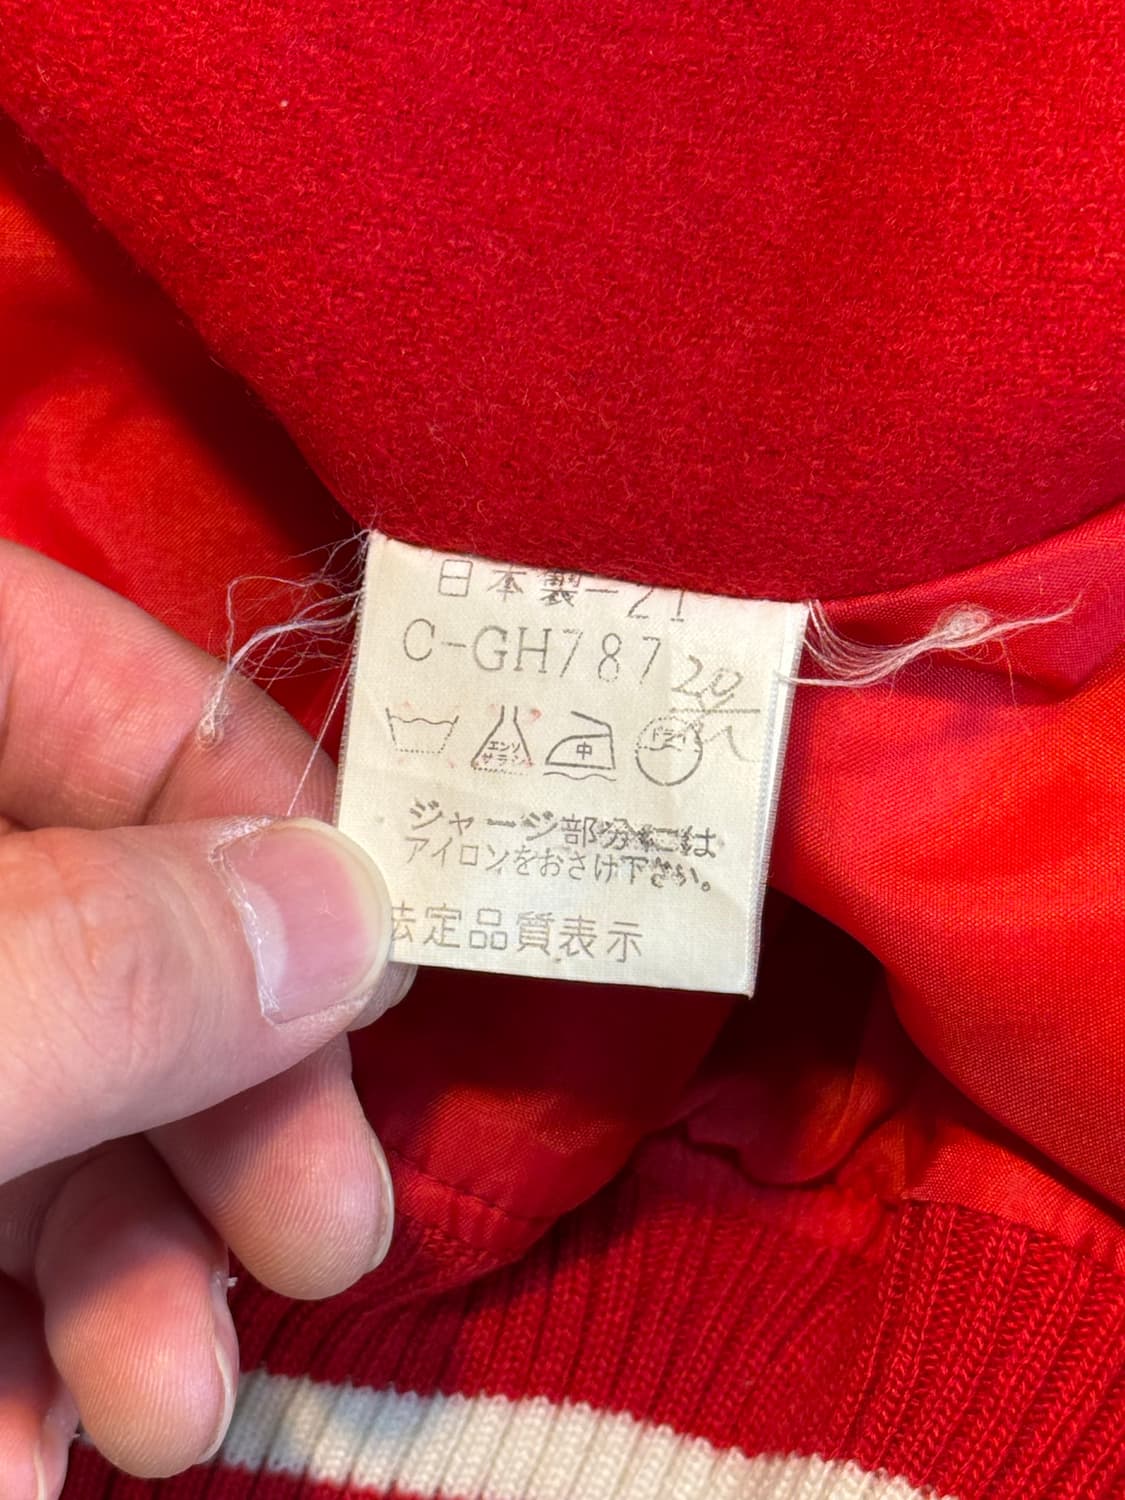 日本製-21
C-GH787
20
エンソ
サラシ
中
ドライ
ジャージ部分には
アイロンをおさけ下さい。
法定品質表示